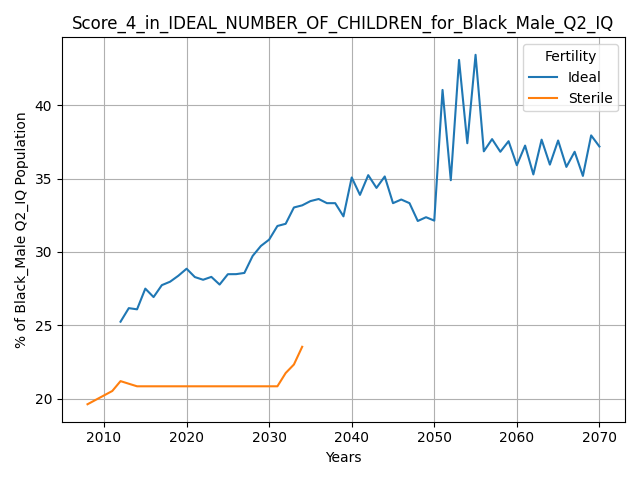 Score_4_in_IDEAL_NUMBER_OF_CHILDREN_for_Black_Male_Q2_IQ
% of Black_Male Q2_IQ Population
40
35
30
25
20
Fertility
Ideal
Sterile
2010 2020 2030 2040 2050 2060 2070
Years